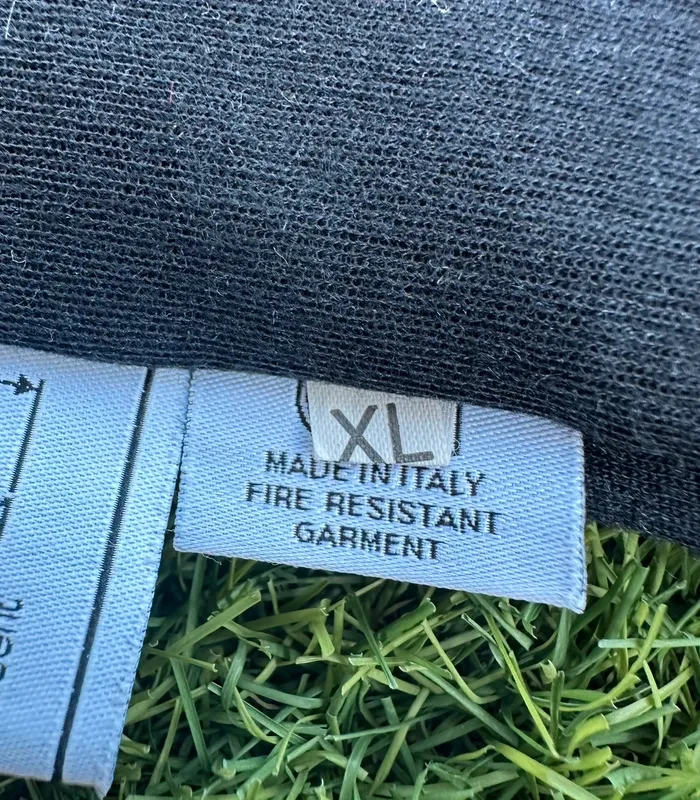 XL
MADE IN ITALY
FIRE RESISTANT
GARMENT